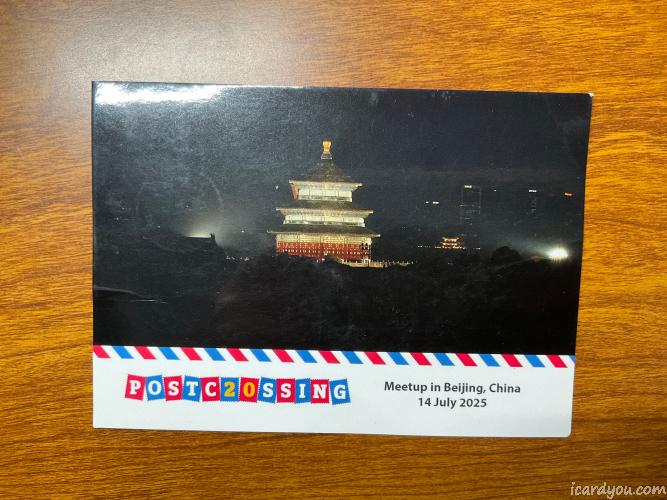 POSTC20SSING
Meetup in Beijing, China
14 July 2025
icardyou.com